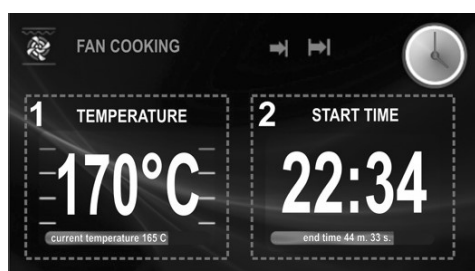 FAN COOKING
1 TEMPERATURE
170°C
current temperature 165 C
2 START TIME
22:34
end time 44 m. 33 s.